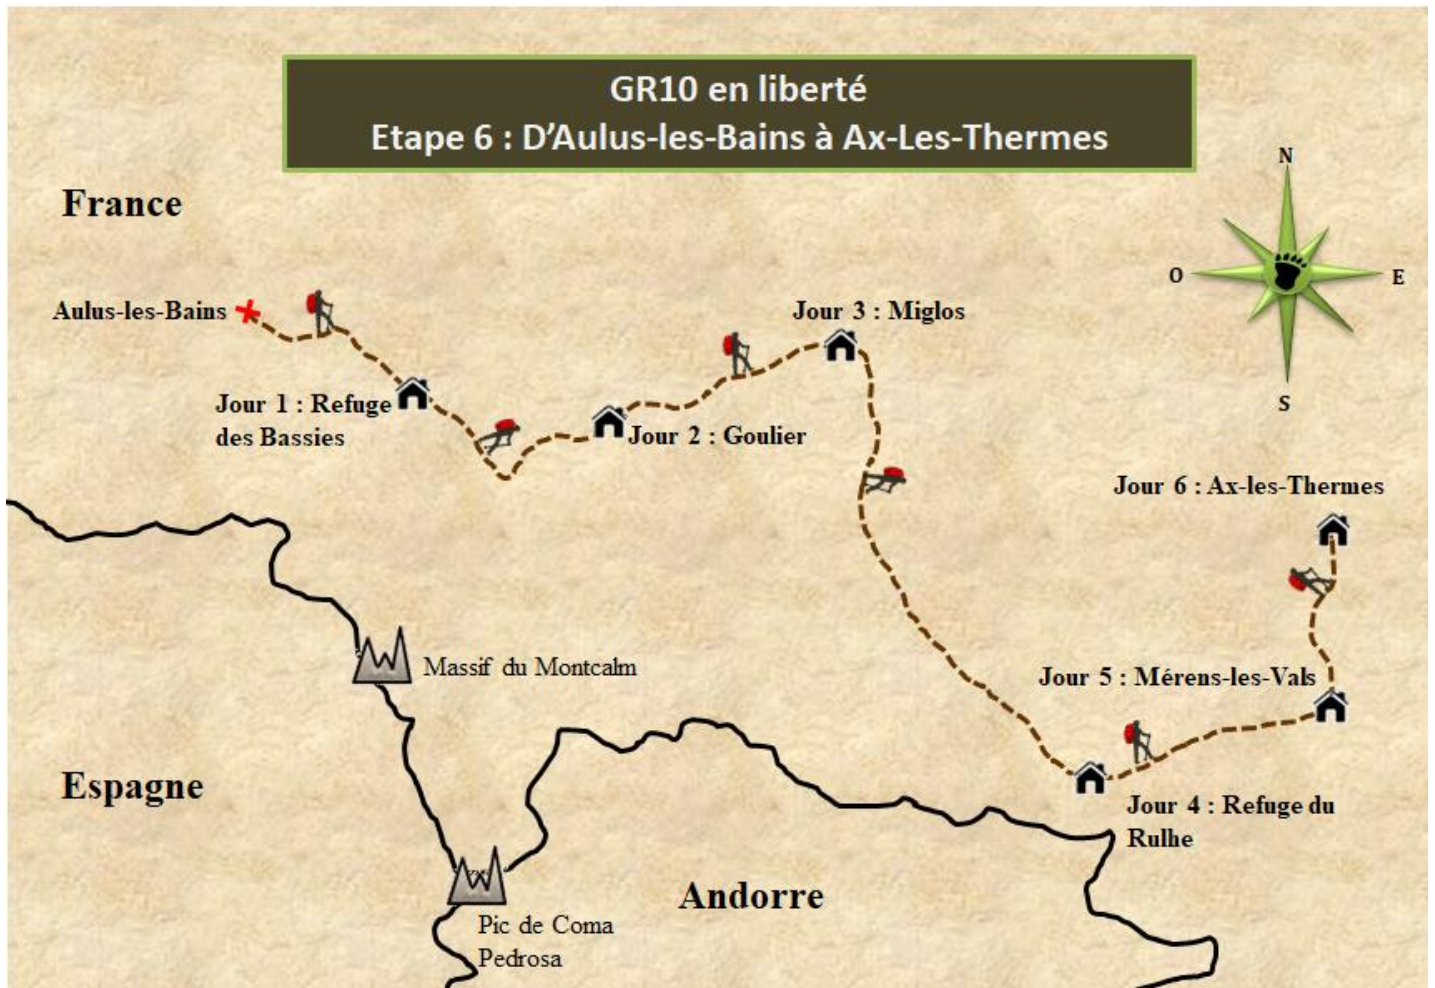 GR10 en liberté
Etape 6 : D’Aulus-les-Bains à Ax-Les-Thermes
N
France
O
E
Aulus-les-Bains
Jour 3 : Miglos
S
Jour 1 : Refuge
des Bassies
Jour 2 : Goulier
Jour 6 : Ax-les-Thermes
Massif du Montcalm
Jour 5 : Mérens-les-Vals
Espagne
Jour 4 : Refuge du
Rulhe
Andorre
Pic de Coma
Pedrosa